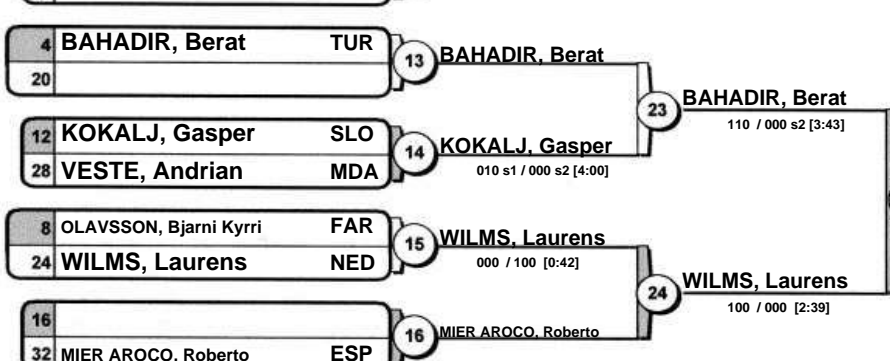 4 BAHADIR, Berat TUR
20
13 BAHADIR, Berat
12 KOKALJ, Gasper SLO
28 VESTE, Andrian MDA
14 KOKALJ, Gasper
010 s1 / 000 s2 [4:00]
23 BAHADIR, Berat
110 / 000 s2 [3:43]
8 OLAVSSON, Bjarni Kyrri FAR
24 WILMS, Laurens NED
15 WILMS, Laurens
000 / 100 [0:42]
16
32 MIER AROCO, Roberto ESP
16 MIER AROCO, Roberto
24 WILMS, Laurens
100 / 000 [2:39]